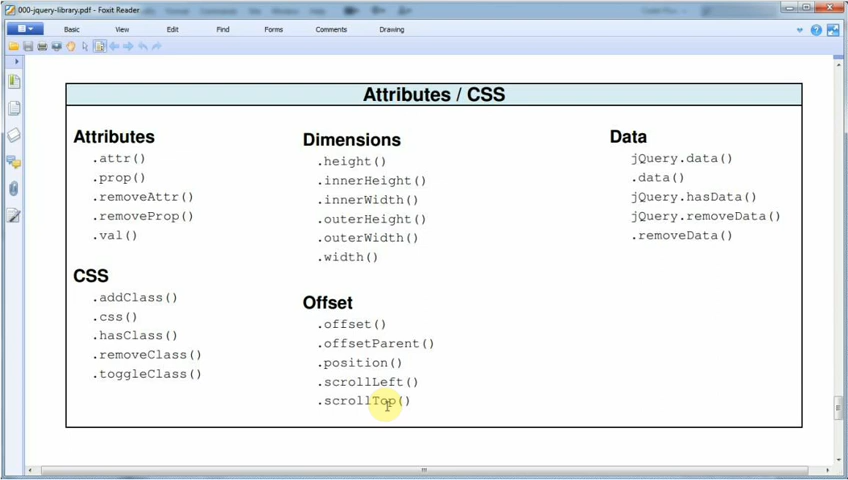 000-jquery-library.pdf - Foxit Reader
Basic View Edit Find Forms Comments Drawing
Attributes / CSS
Attributes
.attr()
.prop()
.removeAttr()
.removeProp()
.val()
CSS
.addClass()
.css()
.hasClass()
.removeClass()
.toggleClass()
Dimensions
.height()
.innerHeight()
.innerWidth()
.outerHeight()
.outerWidth()
.width()
Offset
.offset()
.offsetParent()
.position()
.scrollLeft()
.scrollTop()
Data
jQuery.data()
.data()
jQuery.hasData()
jQuery.removeData()
.removeData()